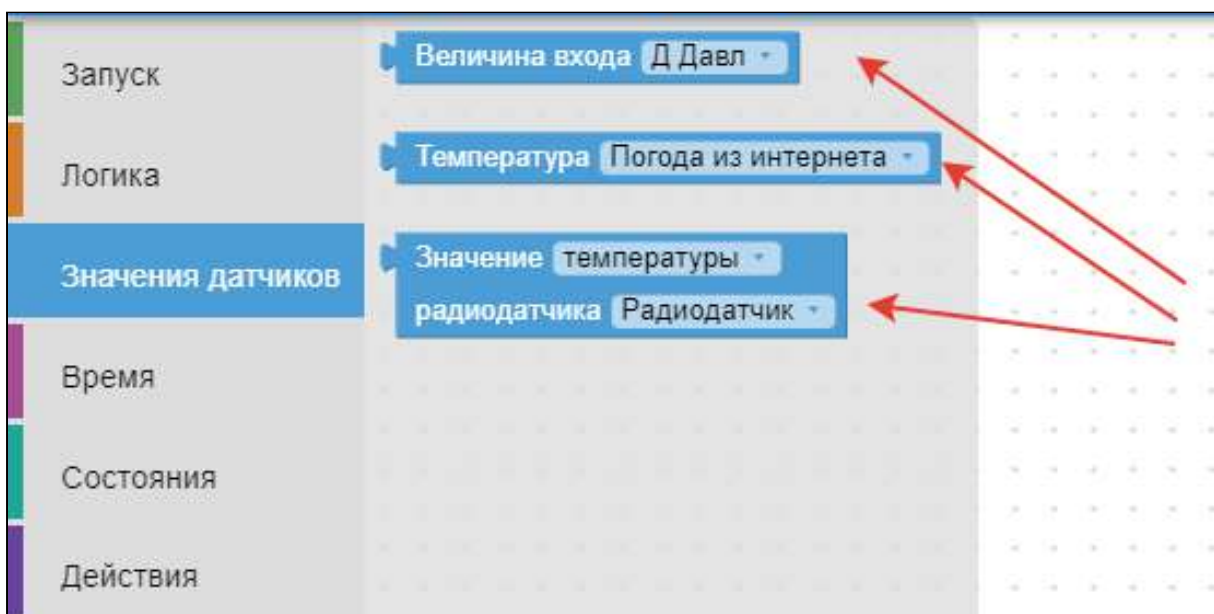 Запуск
Логика
Значения датчиков
Время
Состояния
Действия
Величина входа Д Давл
Температура Погода из интернета
Значение температуры
радиодатчика Радиодатчик